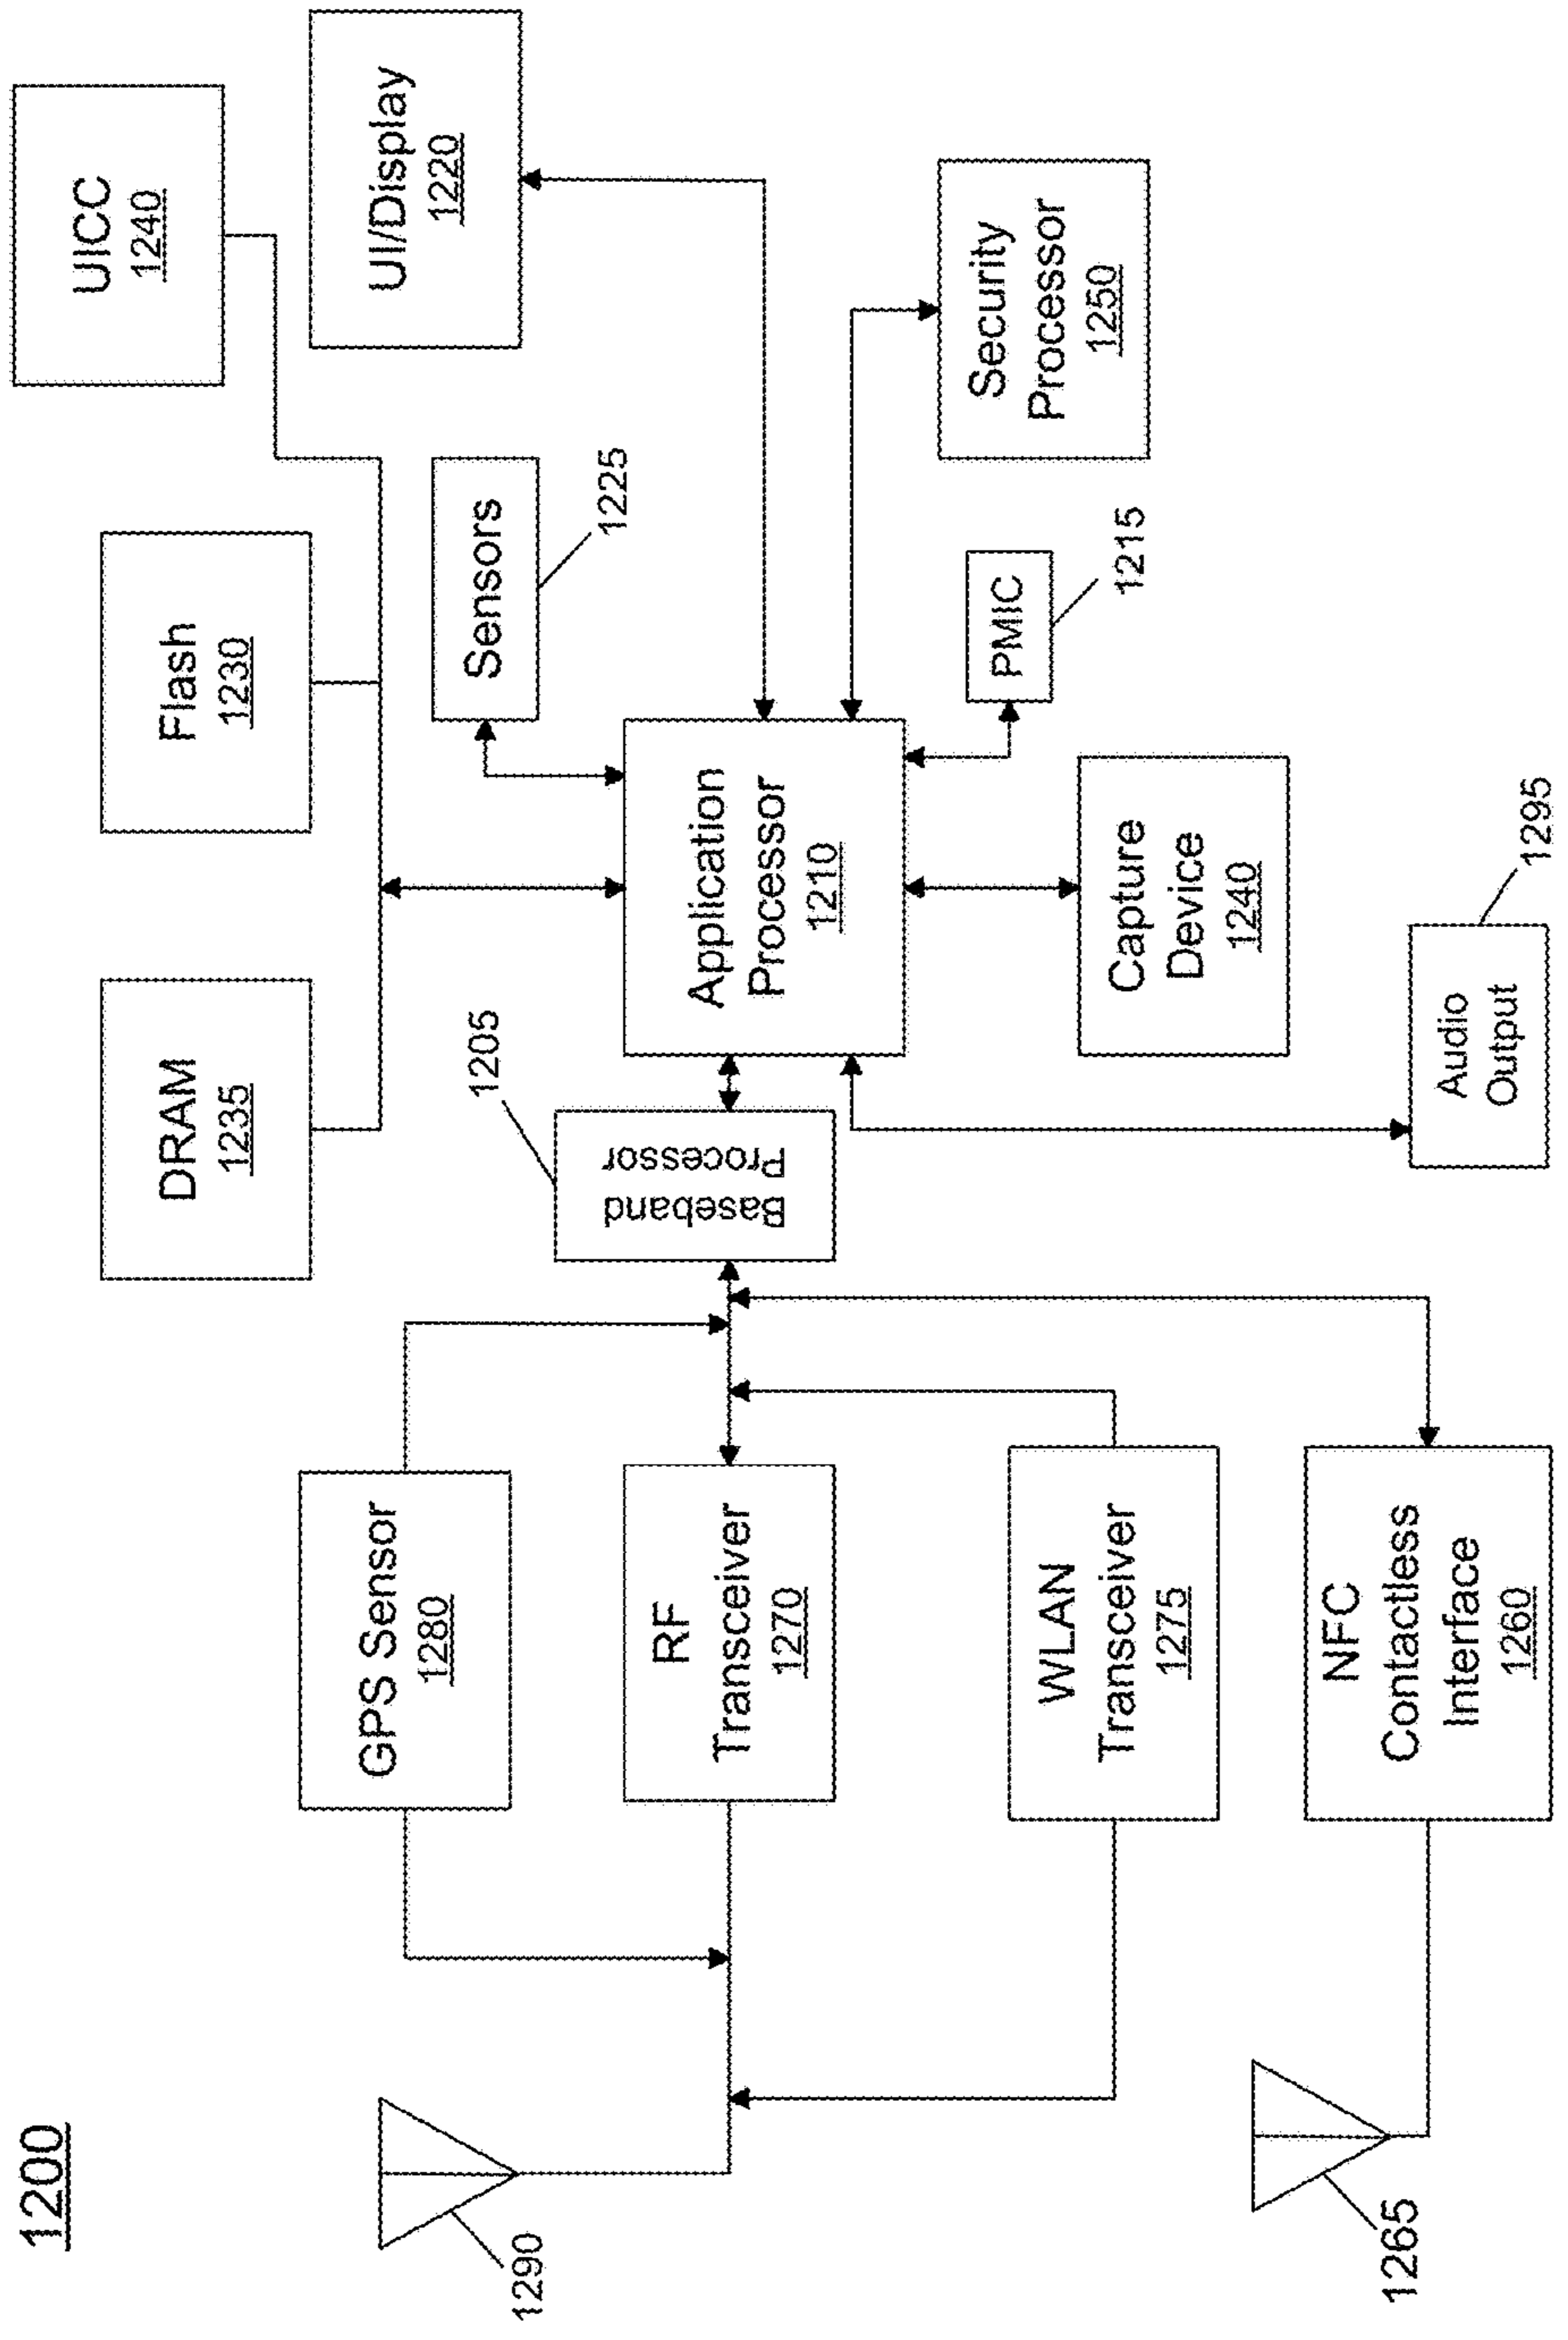 1200
UICC
1240
DRAM
1235
Flash
1230
UI/Display
1220
Sensors
1225
1205
GPS Sensor
1280
1290
RF
Transceiver
1270
Baseband
Processor
Application
Processor
1210
Security
Processor
1250
PMIC
1215
WLAN
Transceiver
1275
Capture
Device
1240
NFC
Contactless
Interface
1260
1265
Audio
Output
1295